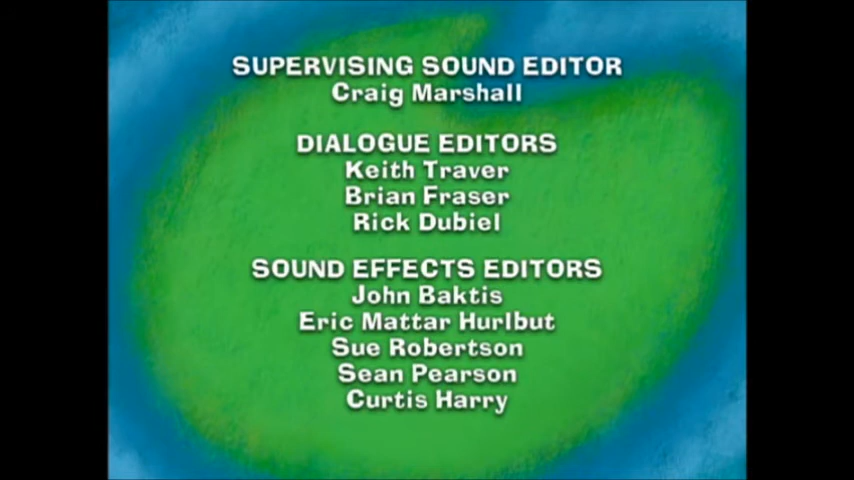 SUPERVISING SOUND EDITOR
Craig Marshall
DIALOGUE EDITORS
Keith Traver
Brian Fraser
Rick Dubiel
SOUND EFFECTS EDITORS
John Baktis
Eric Mattar Hurlbut
Sue Robertson
Sean Pearson
Curtis Harry